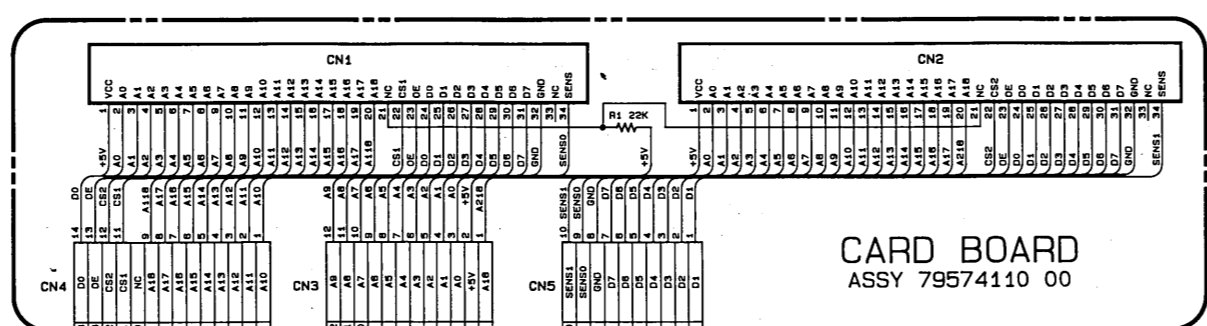 CN1 CN2
VCC A0 A1 A2 A3 A4 A5 A6 A7 A8 A9 A10 A11 A12 A13 A14 A15 A16 A17 A18 NC CS1 OE D0 D1 D2 D3 D4 D5 D6 D7 GND NC SENS
VCC A0 A1 A2 A3 A4 A5 A6 A7 A8 A9 A10 A11 A12 A13 A14 A15 A16 A17 A18 NC CS2 OE D0 D1 D2 D3 D4 D5 D6 D7 GND NC SENS
1 2 3 4 5 6 7 8 9 10 11 12 13 14 15 16 17 18 19 20 21 22 23 24 25 26 27 28 29 30 31 32 33 34
R1 22K
1 2 3 4 5 6 7 8 9 10 11 12 13 14 15 16 17 18 19 20 21 22 23 24 25 26 27 28 29 30 31 32 33 34
+5V A0 A1 A2 A3 A4 A5 A6 A7 A8 A9 A10 A11 A12 A13 A14 A15 A16 A17 A118 CS1 OE D0 D1 D2 D3 D4 D5 D6 D7 GND SENS0
+5V
+5V A0 A1 A2 A3 A4 A5 A6 A7 A8 A9 A10 A11 A12 A13 A14 A15 A16 A17 A218 CS2 OE D0 D1 D2 D3 D4 D5 D6 D7 GND SENS1
D0 OE CS2 CS1 A118 A17 A16 A15 A14 A13 A12 A11 A10
14 13 12 11 9 8 7 6 5 4 3 2 1
CN4
D0 OE CS2 CS1 NC A18 A17 A16 A15 A14 A13 A12 A11 A10
A9 A8 A7 A6 A5 A4 A3 A2 A1 A0 +5V A218
12 11 10 9 8 7 6 5 4 3 2 1
CN3
A9 A8 A7 A6 A5 A4 A3 A2 A1 A0 +5V A18
SENS1 SENS0 GND D7 D6 D5 D4 D3 D2 D1
10 9 8 7 6 5 4 3 2 1
CN5
SENS1 SENS0 GND D7 D6 D5 D4 D3 D2 D1
CARD BOARD
ASSY 79574110 00